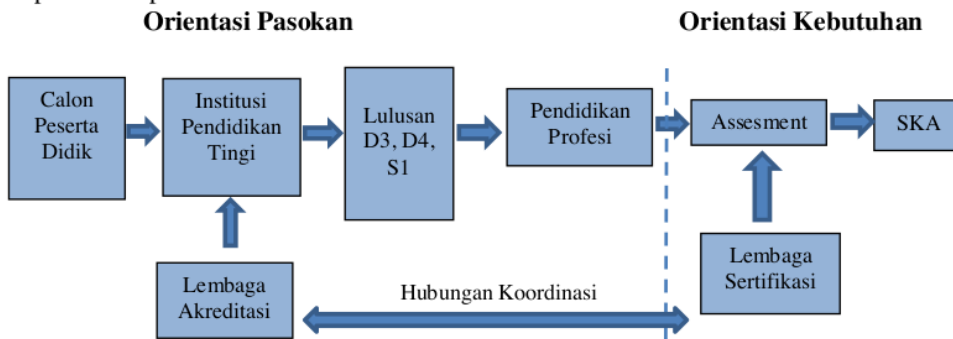 Orientasi Pasokan
Orientasi Kebutuhan
Calon
Peserta
Didik
Institusi
Pendidikan
Tingi
Lulusan
D3, D4,
S1
Pendidikan
Profesi
Assesment
SKA
Lembaga
Akreditasi
Hubungan Koordinasi
Lembaga
Sertifikasi